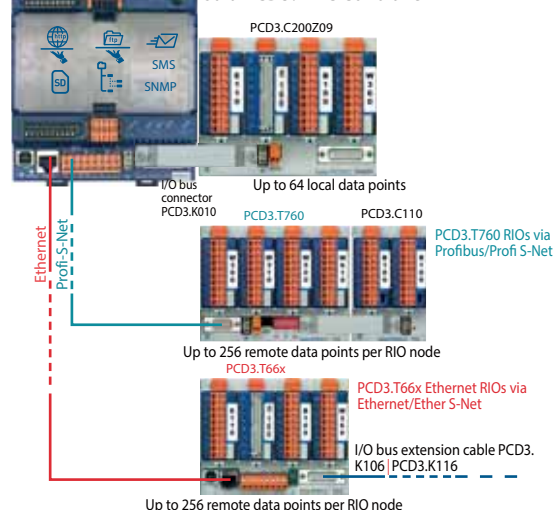 PCD3.C200Z09
http
ftp
SMS
SD
SNMP
I/O bus
connector
PCD3.K010
Up to 64 local data points
Ethernet
Profi-S-Net
PCD3.T760
PCD3.C110
PCD3.T760 RIOs via
Profibus/Profi S-Net
Up to 256 remote data points per RIO node
PCD3.T66x
PCD3.T66x Ethernet RIOs via
Ethernet/Ether S-Net
I/O bus extension cable PCD3.
K106 | PCD3.K116
Up to 256 remote data points per RIO node